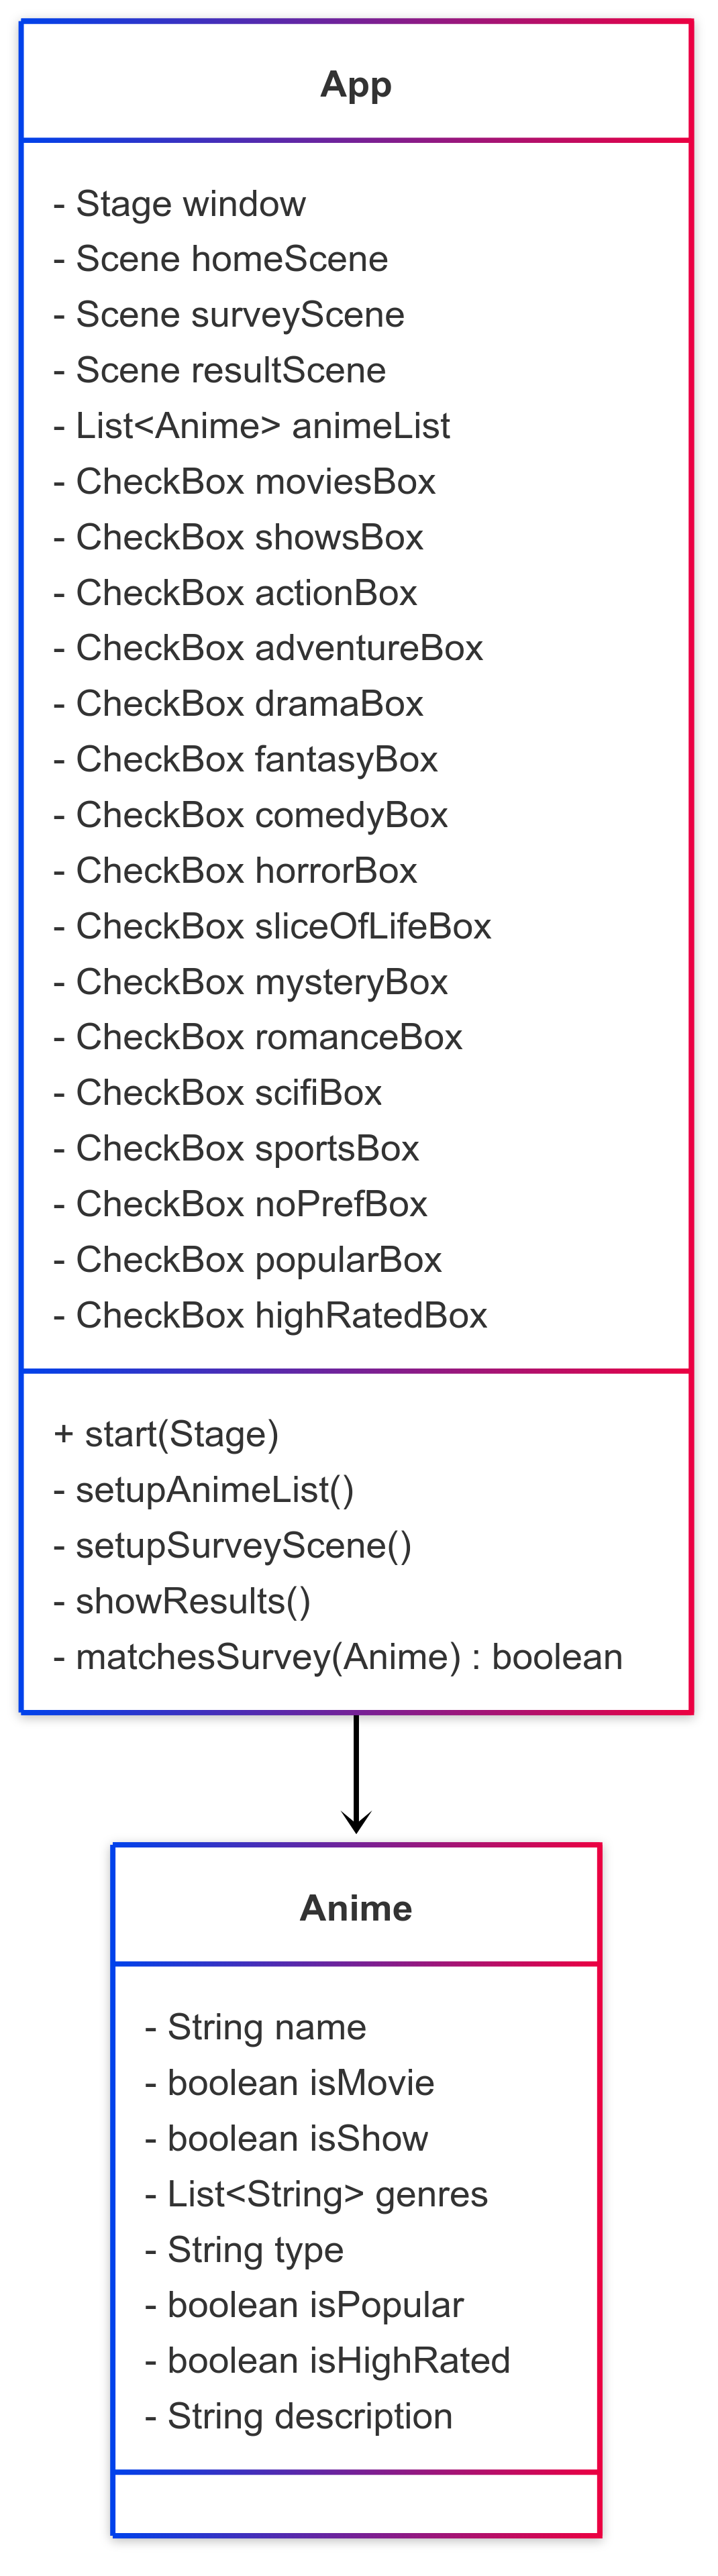 App
- Stage window
- Scene homeScene
- Scene surveyScene
- Scene resultScene
- List<Anime> animeList
- CheckBox moviesBox
- CheckBox showsBox
- CheckBox actionBox
- CheckBox adventureBox
- CheckBox dramaBox
- CheckBox fantasyBox
- CheckBox comedyBox
- CheckBox horrorBox
- CheckBox sliceOfLifeBox
- CheckBox mysteryBox
- CheckBox romanceBox
- CheckBox scifiBox
- CheckBox sportsBox
- CheckBox noPrefBox
- CheckBox popularBox
- CheckBox highRatedBox
+ start(Stage)
- setupAnimeList()
- setupSurveyScene()
- showResults()
- matchesSurvey(Anime) : boolean
Anime
- String name
- boolean isMovie
- boolean isShow
- List<String> genres
- String type
- boolean isPopular
- boolean isHighRated
- String description